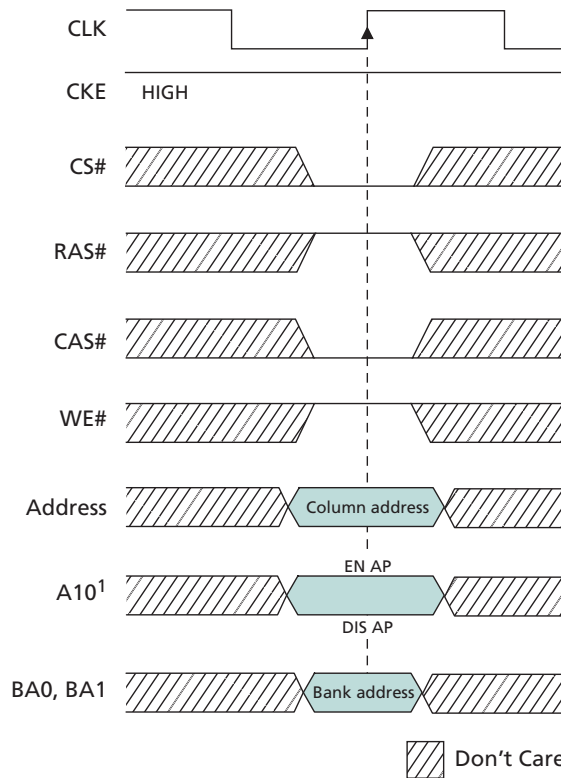 CLK
CKE HIGH
CS#
RAS#
CAS#
WE#
Address Column address
EN AP
A10¹
DIS AP
BA0, BA1 Bank address
Don't Care